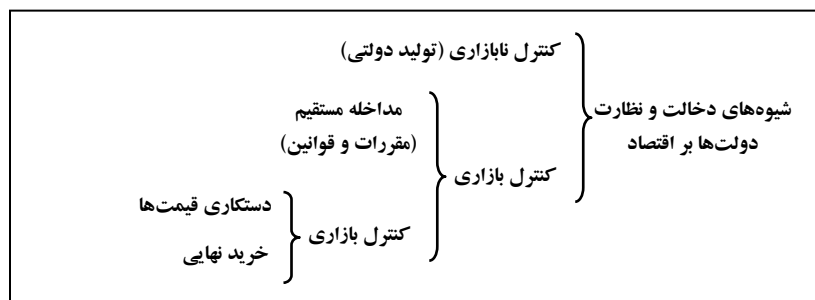 کنترل نابازاری (تولید دولتی)
شیوه‌های دخالت و نظارت
دولت‌ها بر اقتصاد
مداخله مستقیم
(مقررات و قوانین)
کنترل بازاری
دستکاری قیمت‌ها
کنترل بازاری
خرید نهایی